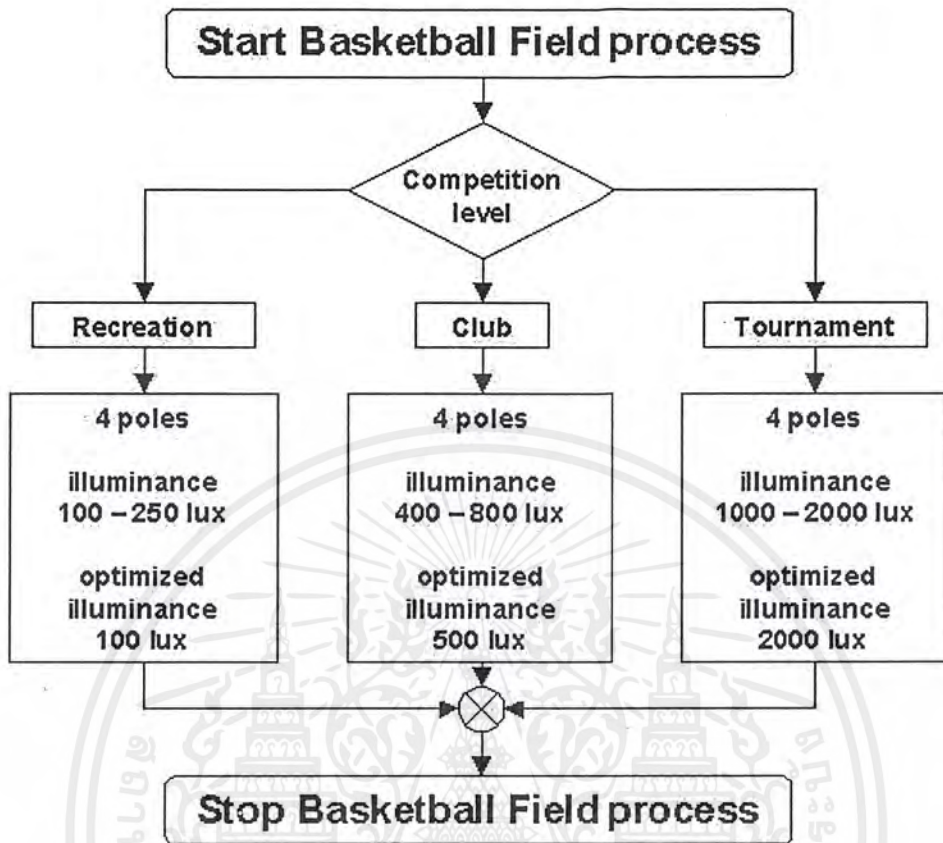 Start Basketball Field process
Competition
level
Recreation
Club
Tournament
4 poles
illuminance
100 – 250 lux
optimized
illuminance
100 lux
4 poles
illuminance
400 – 800 lux
optimized
illuminance
500 lux
4 poles
illuminance
1000 – 2000 lux
optimized
illuminance
2000 lux
Stop Basketball Field process